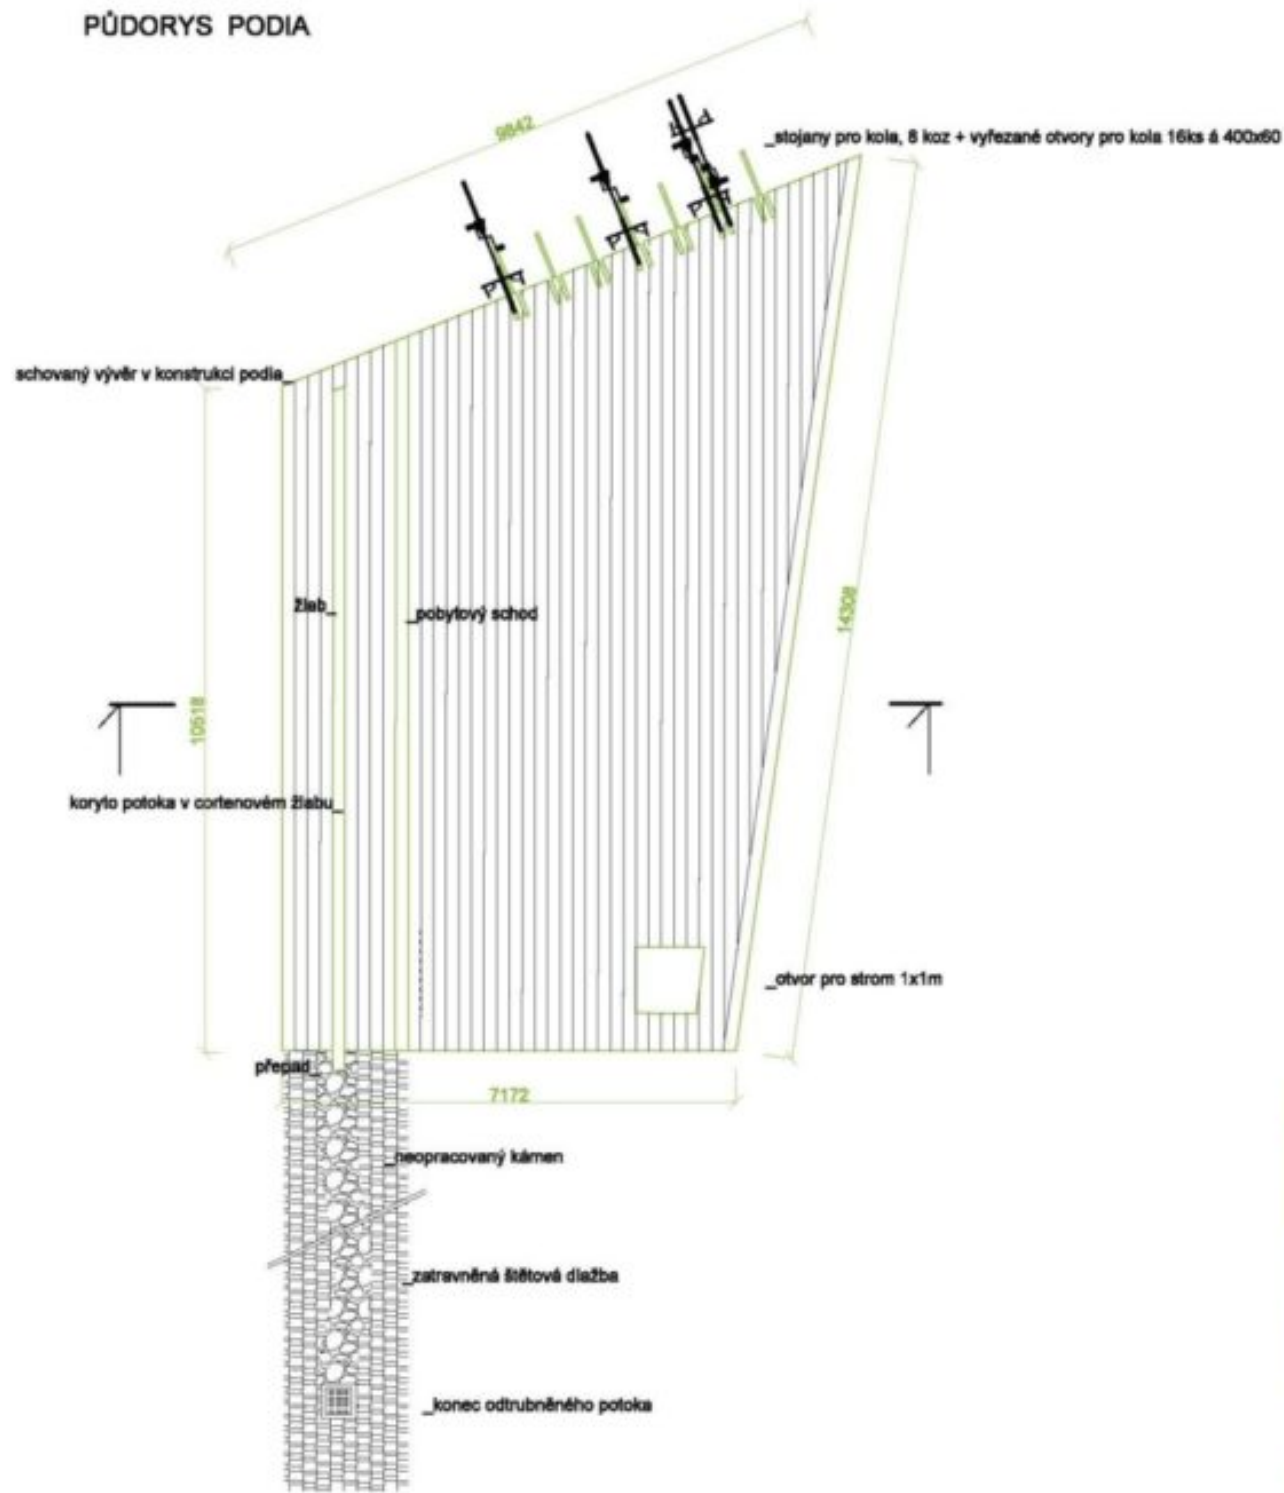 PŮDORYS PODIA
9842
_stojany pro kola, 8 koz + vyřezané otvory pro kola 16ks á 400x60
schovaný vývěr v konstrukci podia_
žlab_
_pobytový schod
14308
10518
koryto potoka v cortenovém žlabu_
_otvor pro strom 1x1m
přepad_
7172
_neopracovaný kámen
_zatravněná štětová dlažba
_konec odtrubněného potoka